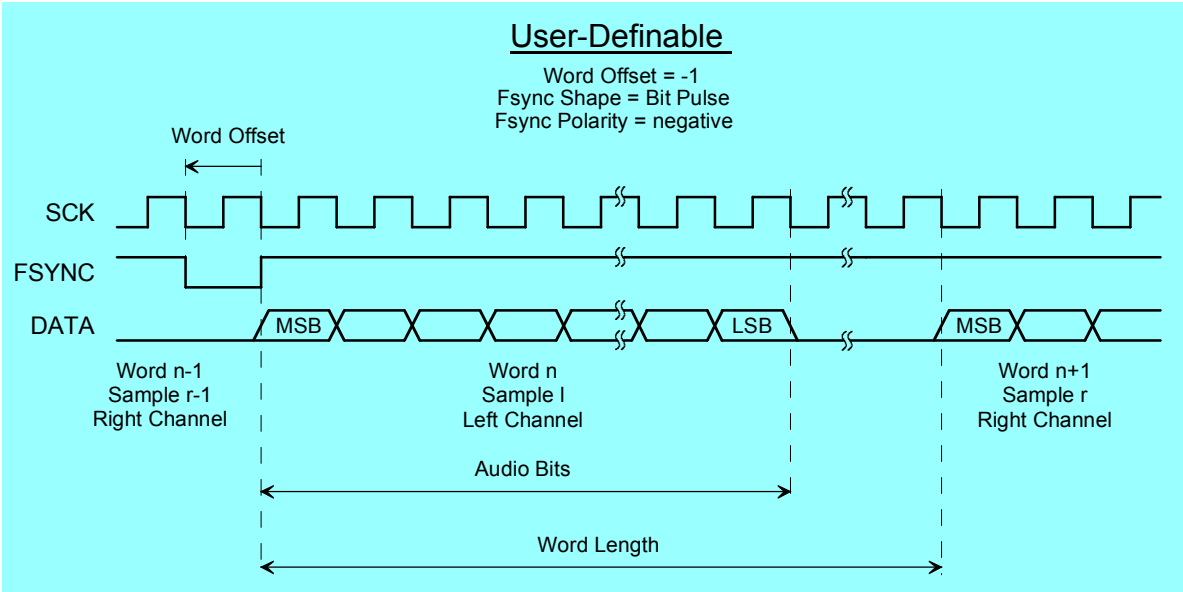 User-Definable
Word Offset = -1
Fsync Shape = Bit Pulse
Fsync Polarity = negative
Word Offset
SCK
FSYNC
DATA
MSB
LSB
MSB
Word n-1
Sample r-1
Right Channel
Word n
Sample l
Left Channel
Word n+1
Sample r
Right Channel
Audio Bits
Word Length